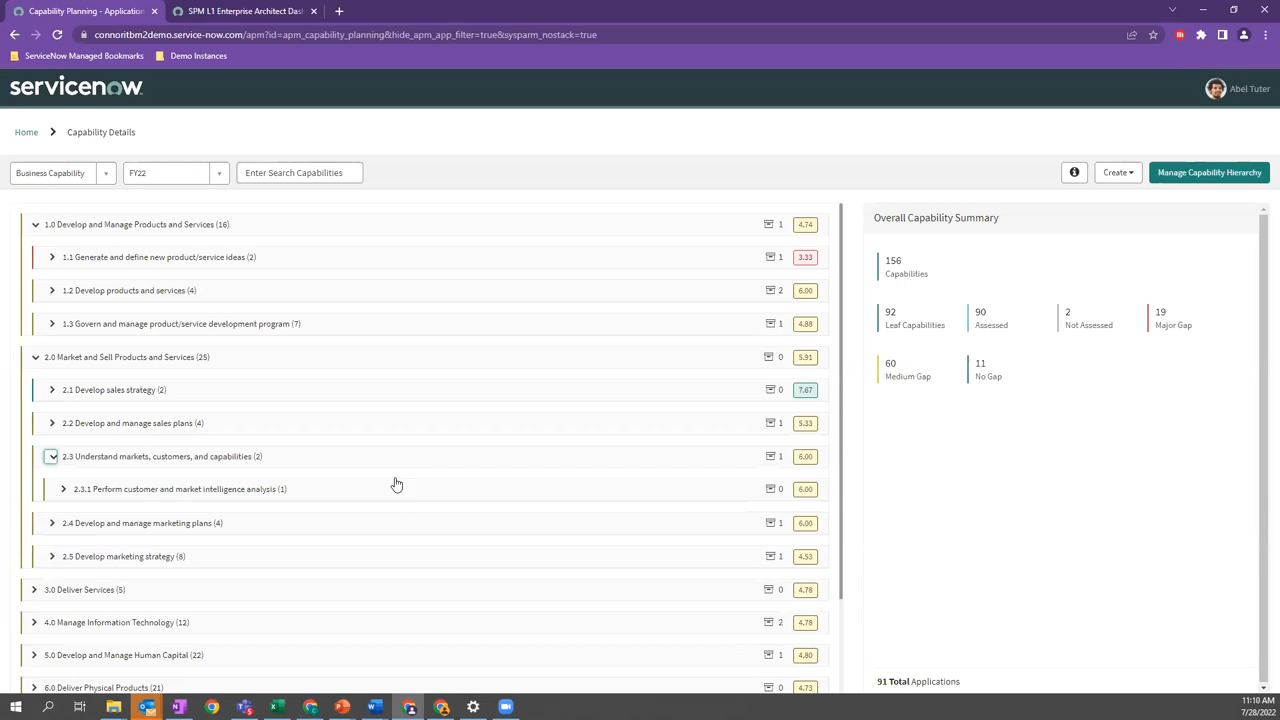 Capability Planning - Application
SPM L1 Enterprise Architect Das
connoritbm2demo.service-now.com/apm?id=apm_capability_planning&hide_apm_app_filter=true&sysparm_nostack=true
ServiceNow Managed Bookmarks
Demo Instances
servicenow
Abel Tuter
Home
Capability Details
Business Capability
FY22
Enter Search Capabilities
Create
Manage Capability Hierarchy
1.0 Develop and Manage Products and Services (16) 1 4.74
1.1 Generate and define new product/service ideas (2) 1 3.33
1.2 Develop products and services (4) 2 6.00
1.3 Govern and manage product/service development program (7) 1 4.88
2.0 Market and Sell Products and Services (25) 0 5.91
2.1 Develop sales strategy (2) 0 7.67
2.2 Develop and manage sales plans (4) 1 5.33
2.3 Understand markets, customers, and capabilities (2) 1 6.00
2.3.1 Perform customer and market intelligence analysis (1) 0 6.00
2.4 Develop and manage marketing plans (4) 1 6.00
2.5 Develop marketing strategy (8) 1 4.53
3.0 Deliver Services (5) 0 4.78
4.0 Manage Information Technology (12) 2 4.78
5.0 Develop and Manage Human Capital (22) 1 4.80
6.0 Deliver Physical Products (21) 0 4.73
Overall Capability Summary
156
Capabilities
92 90 2 19
Leaf Capabilities Assessed Not Assessed Major Gap
60 11
Medium Gap No Gap
91 Total Applications
11:10 AM
7/28/2022